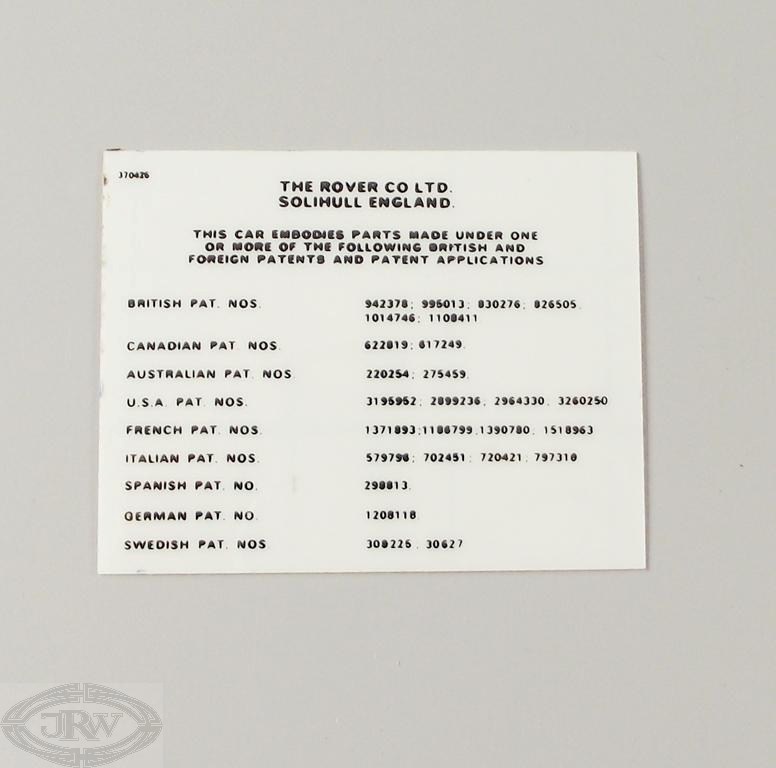 370426
THE ROVER CO LTD.
SOLIHULL ENGLAND.
THIS CAR EMBODIES PARTS MADE UNDER ONE
OR MORE OF THE FOLLOWING BRITISH AND
FOREIGN PATENTS AND PATENT APPLICATIONS
BRITISH PAT. NOS. 942378; 995013; 830276; 826505.
1014746; 1108411
CANADIAN PAT. NOS. 622819; 617249.
AUSTRALIAN PAT. NOS. 220254; 275459.
U.S.A. PAT. NOS. 3195952; 2899236; 2964330; 3260250
FRENCH PAT. NOS. 1371893;1186799;1390780; 1518963
ITALIAN PAT. NOS. 579798; 702451; 720421; 797310
SPANISH PAT. NO. 298813.
GERMAN PAT. NO. 1208118
SWEDISH PAT. NOS. 308225, 30627
JRW